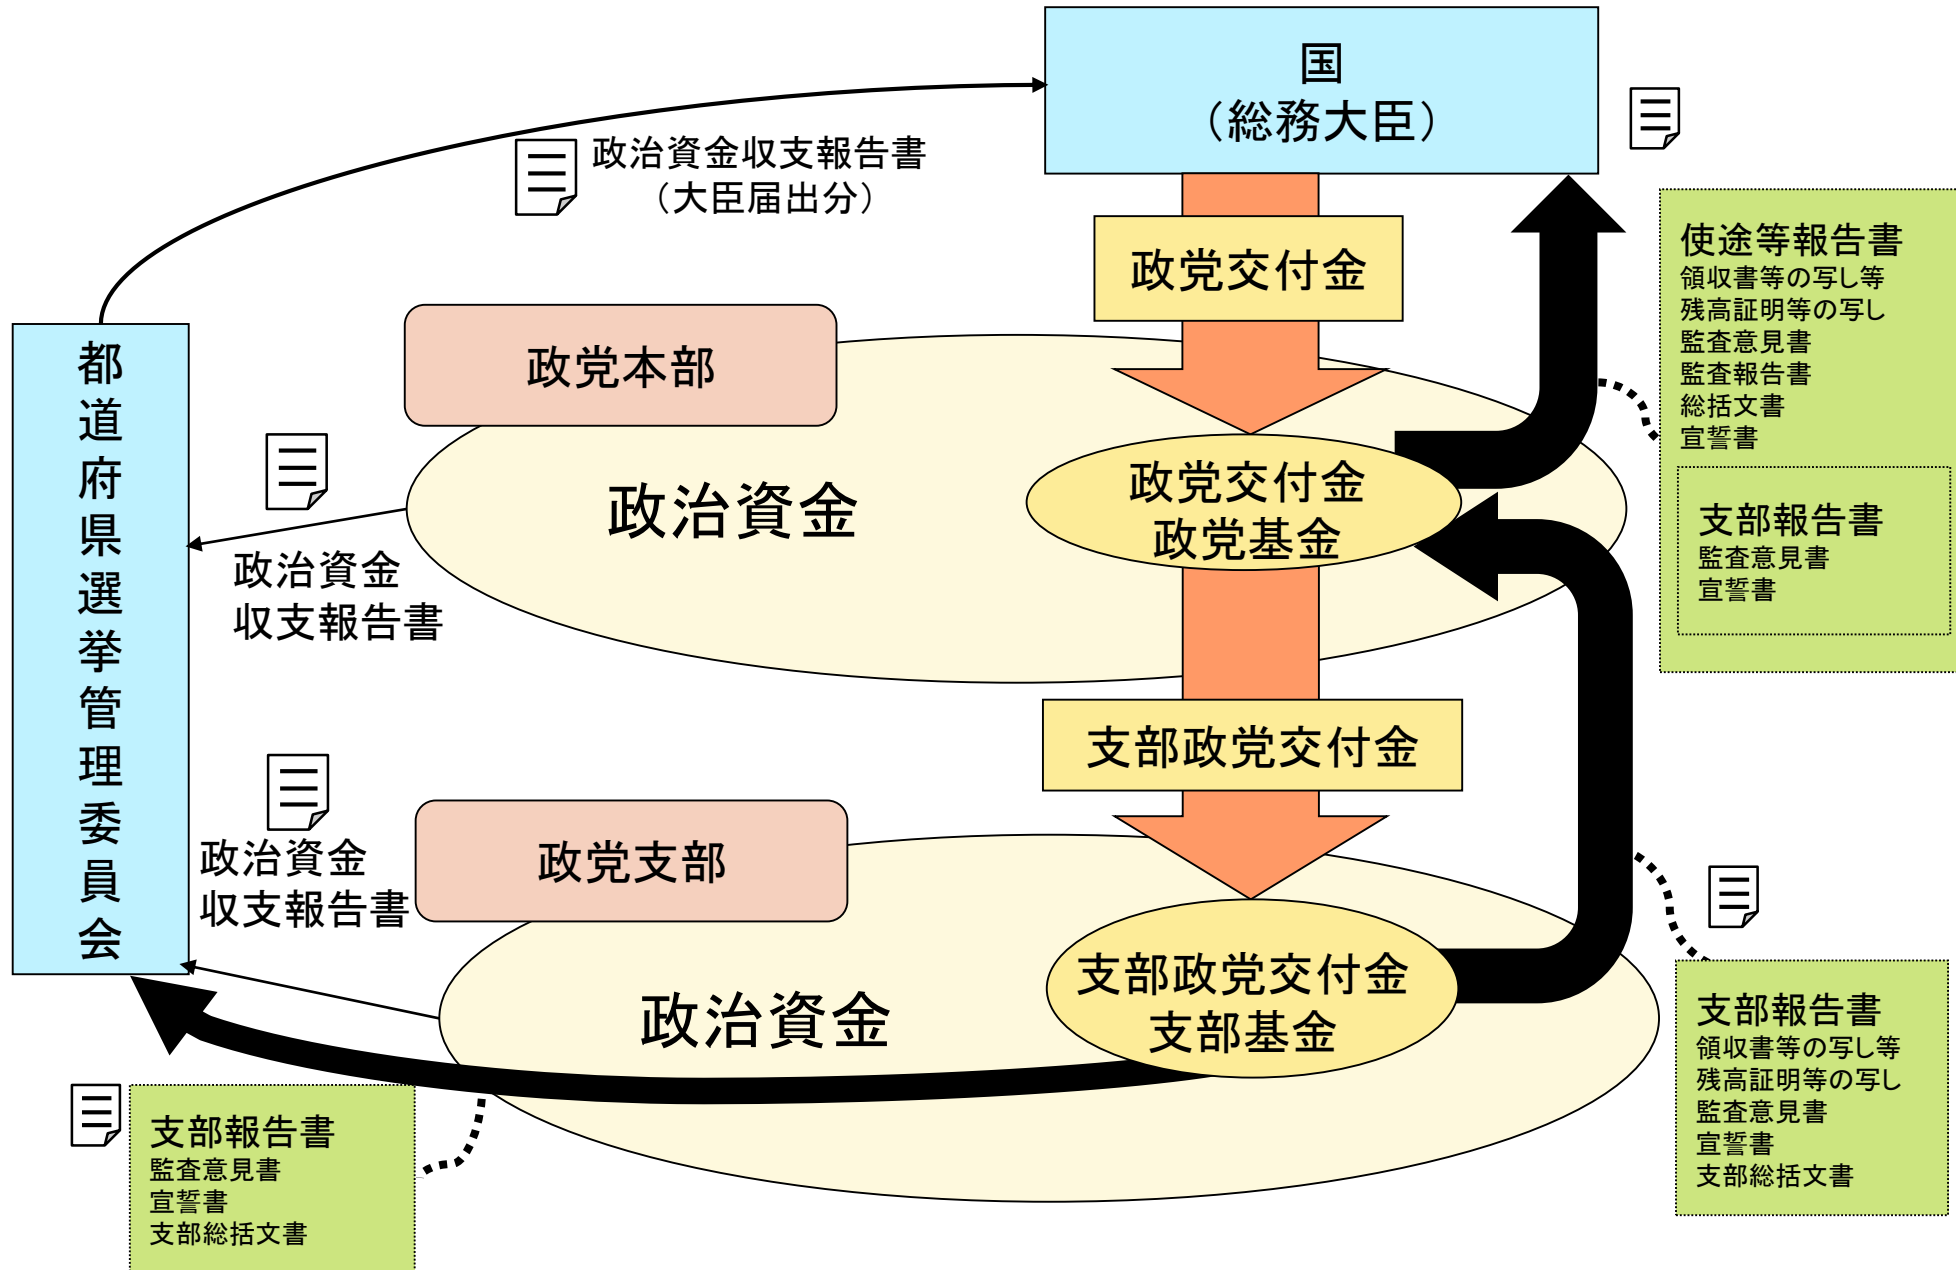 国
（総務大臣）
政治資金収支報告書
（大臣届出分）
政党交付金
使途等報告書
領収書等の写し等
残高証明等の写し
監査意見書
監査報告書
総括文書
宣誓書
支部報告書
監査意見書
宣誓書
都道府県選挙管理委員会
政党本部
政治資金
政党交付金
政党基金
政治資金
収支報告書
支部政党交付金
政党支部
政治資金
収支報告書
政治資金
支部政党交付金
支部基金
支部報告書
領収書等の写し等
残高証明等の写し
監査意見書
宣誓書
支部総括文書
支部報告書
監査意見書
宣誓書
支部総括文書